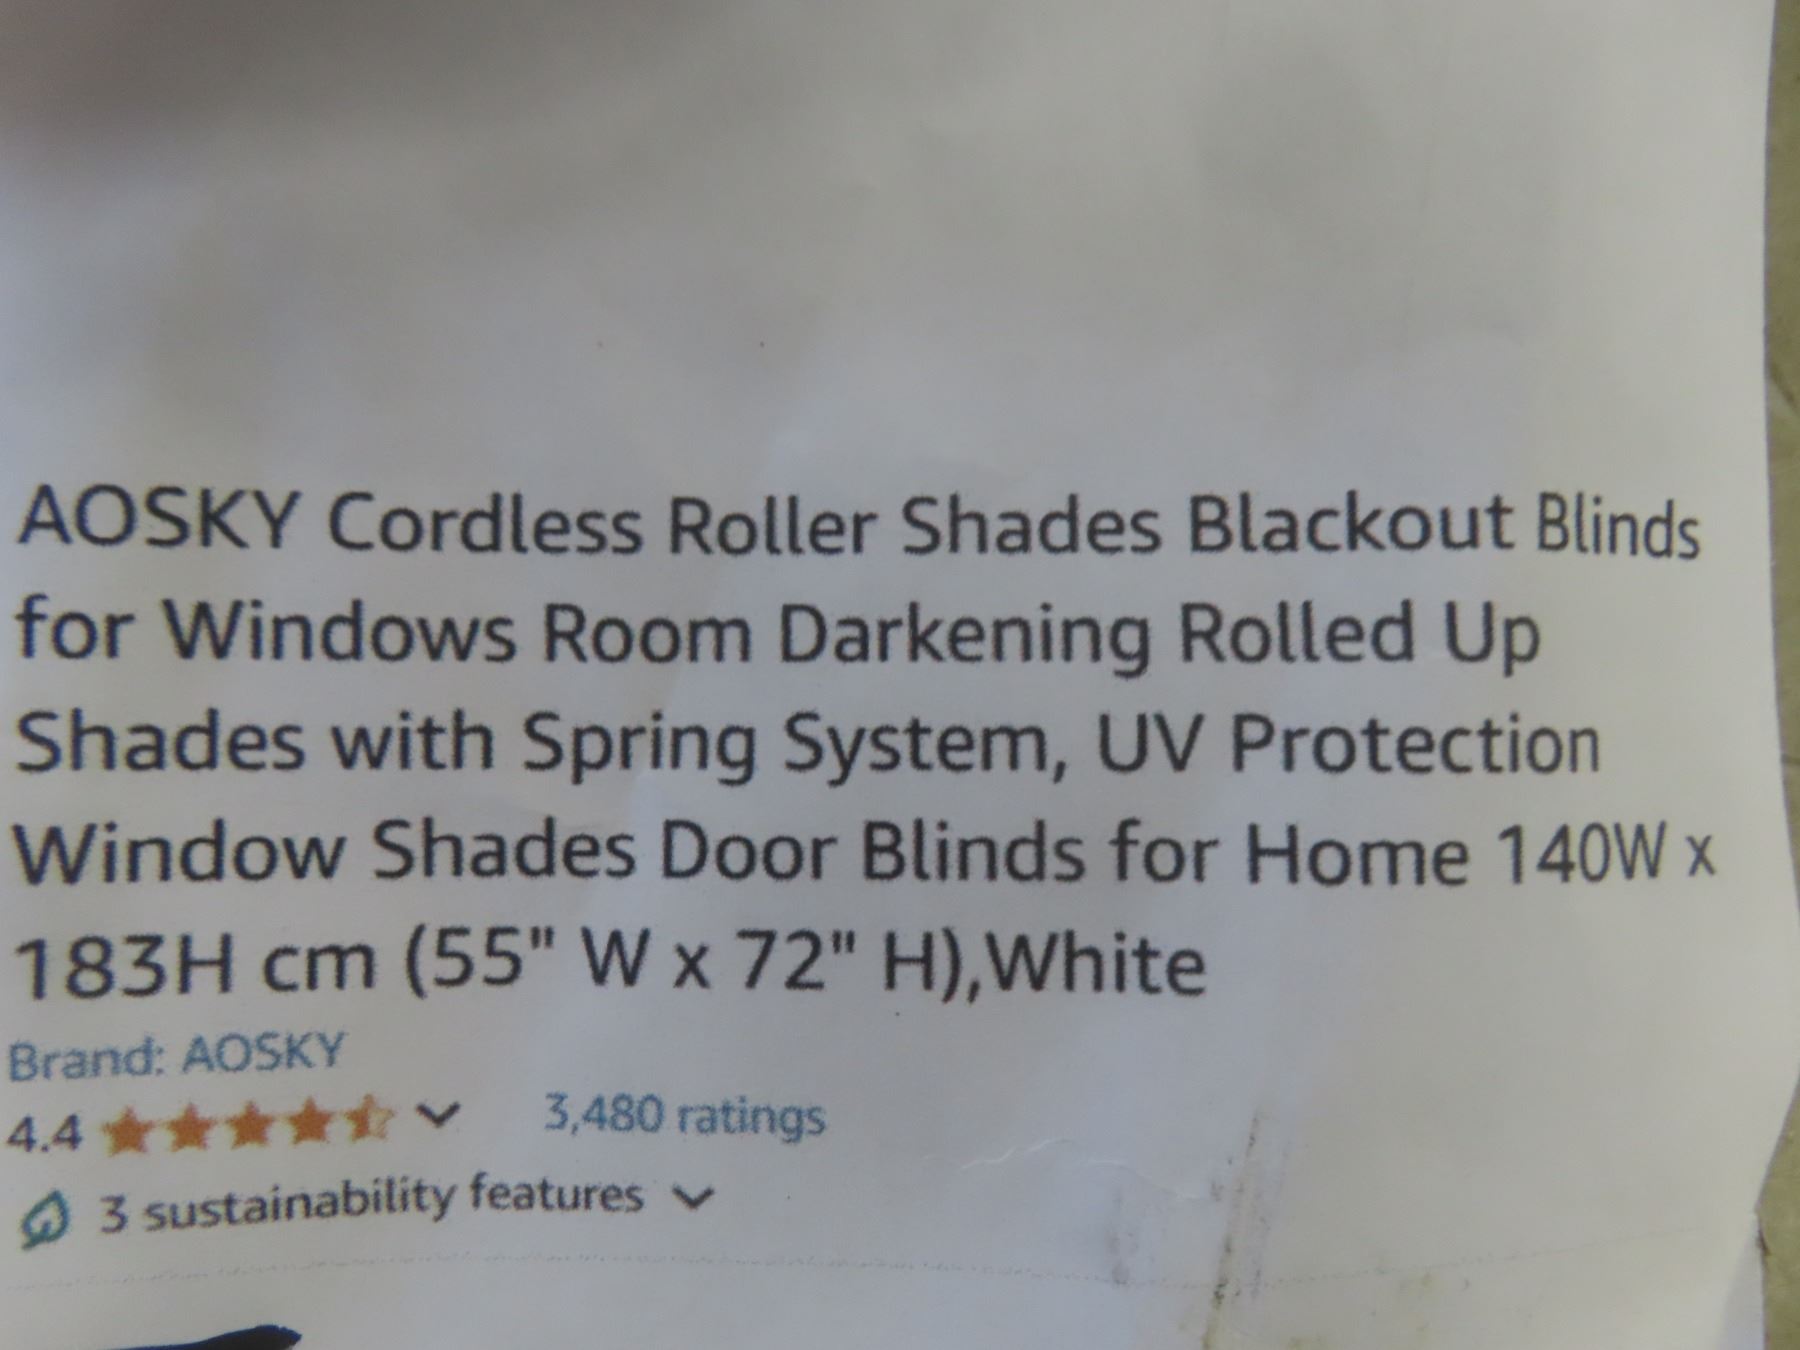 AOSKY Cordless Roller Shades Blackout Blinds
for Windows Room Darkening Rolled Up
Shades with Spring System, UV Protection
Window Shades Door Blinds for Home 140W x
183H cm (55" W x 72" H),White
Brand: AOSKY
4.4 3,480 ratings
3 sustainability features